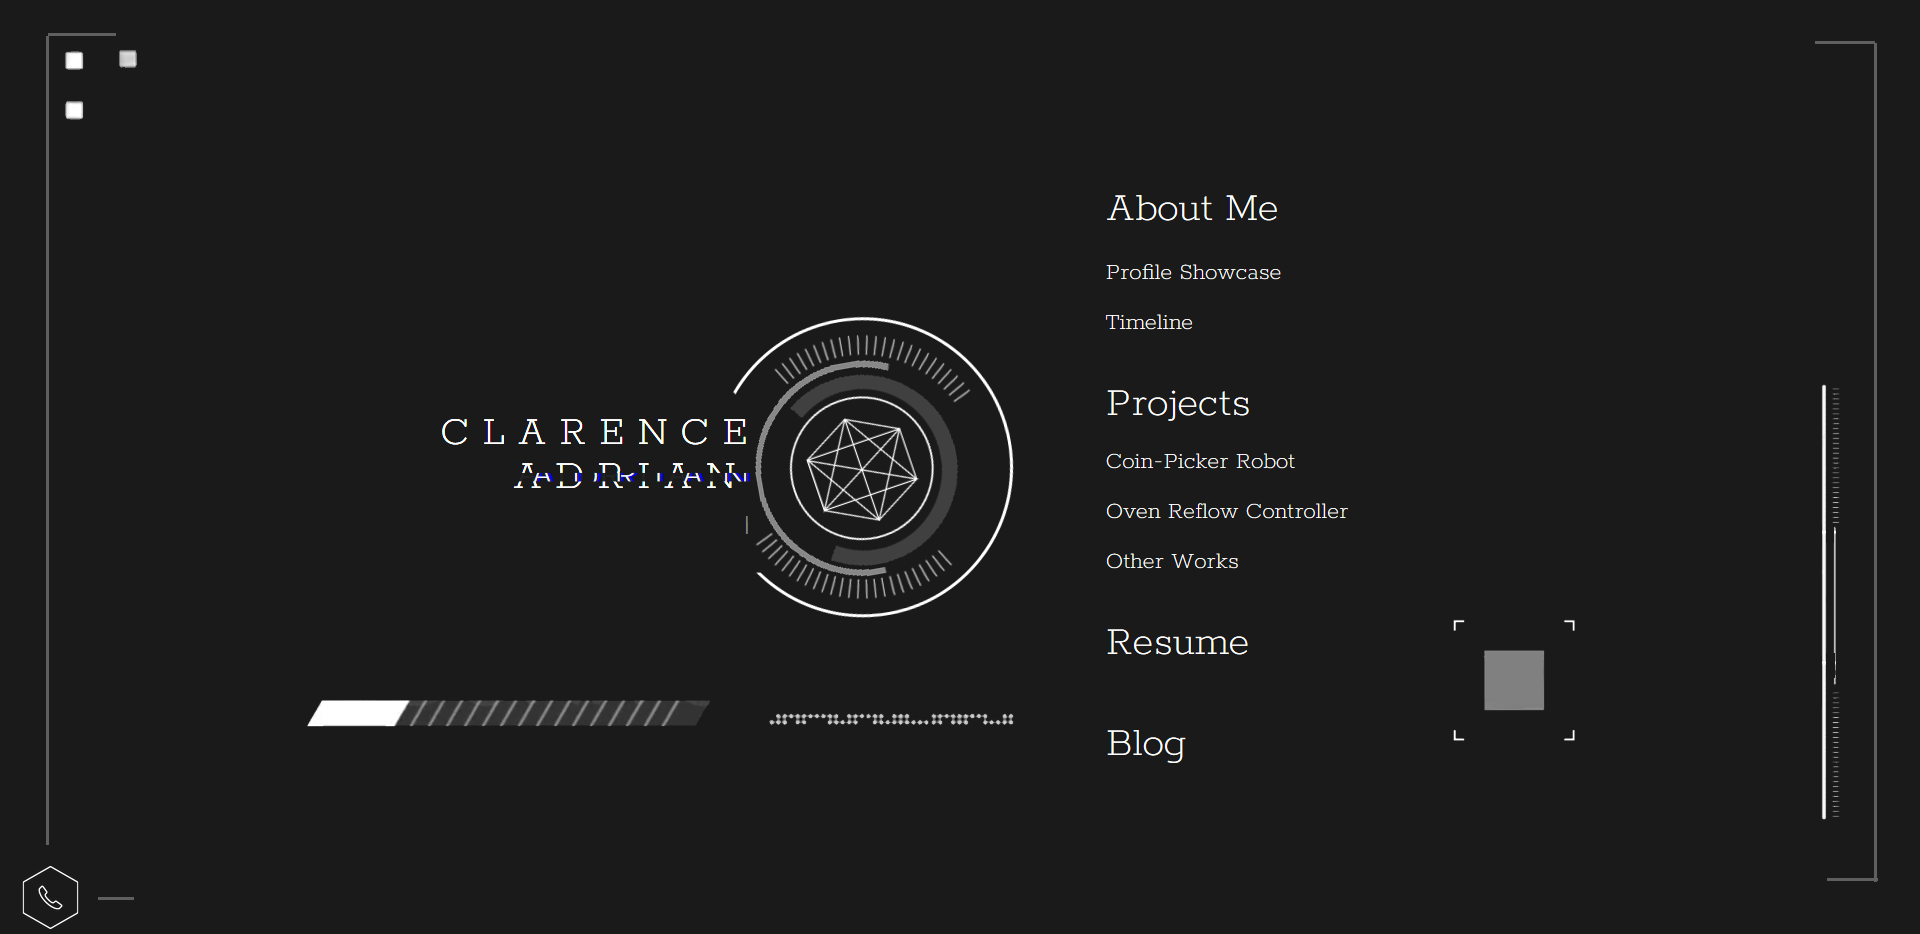 CLARENCE
ADRIAN
About Me
Profile Showcase
Timeline
Projects
Coin-Picker Robot
Oven Reflow Controller
Other Works
Resume
Blog